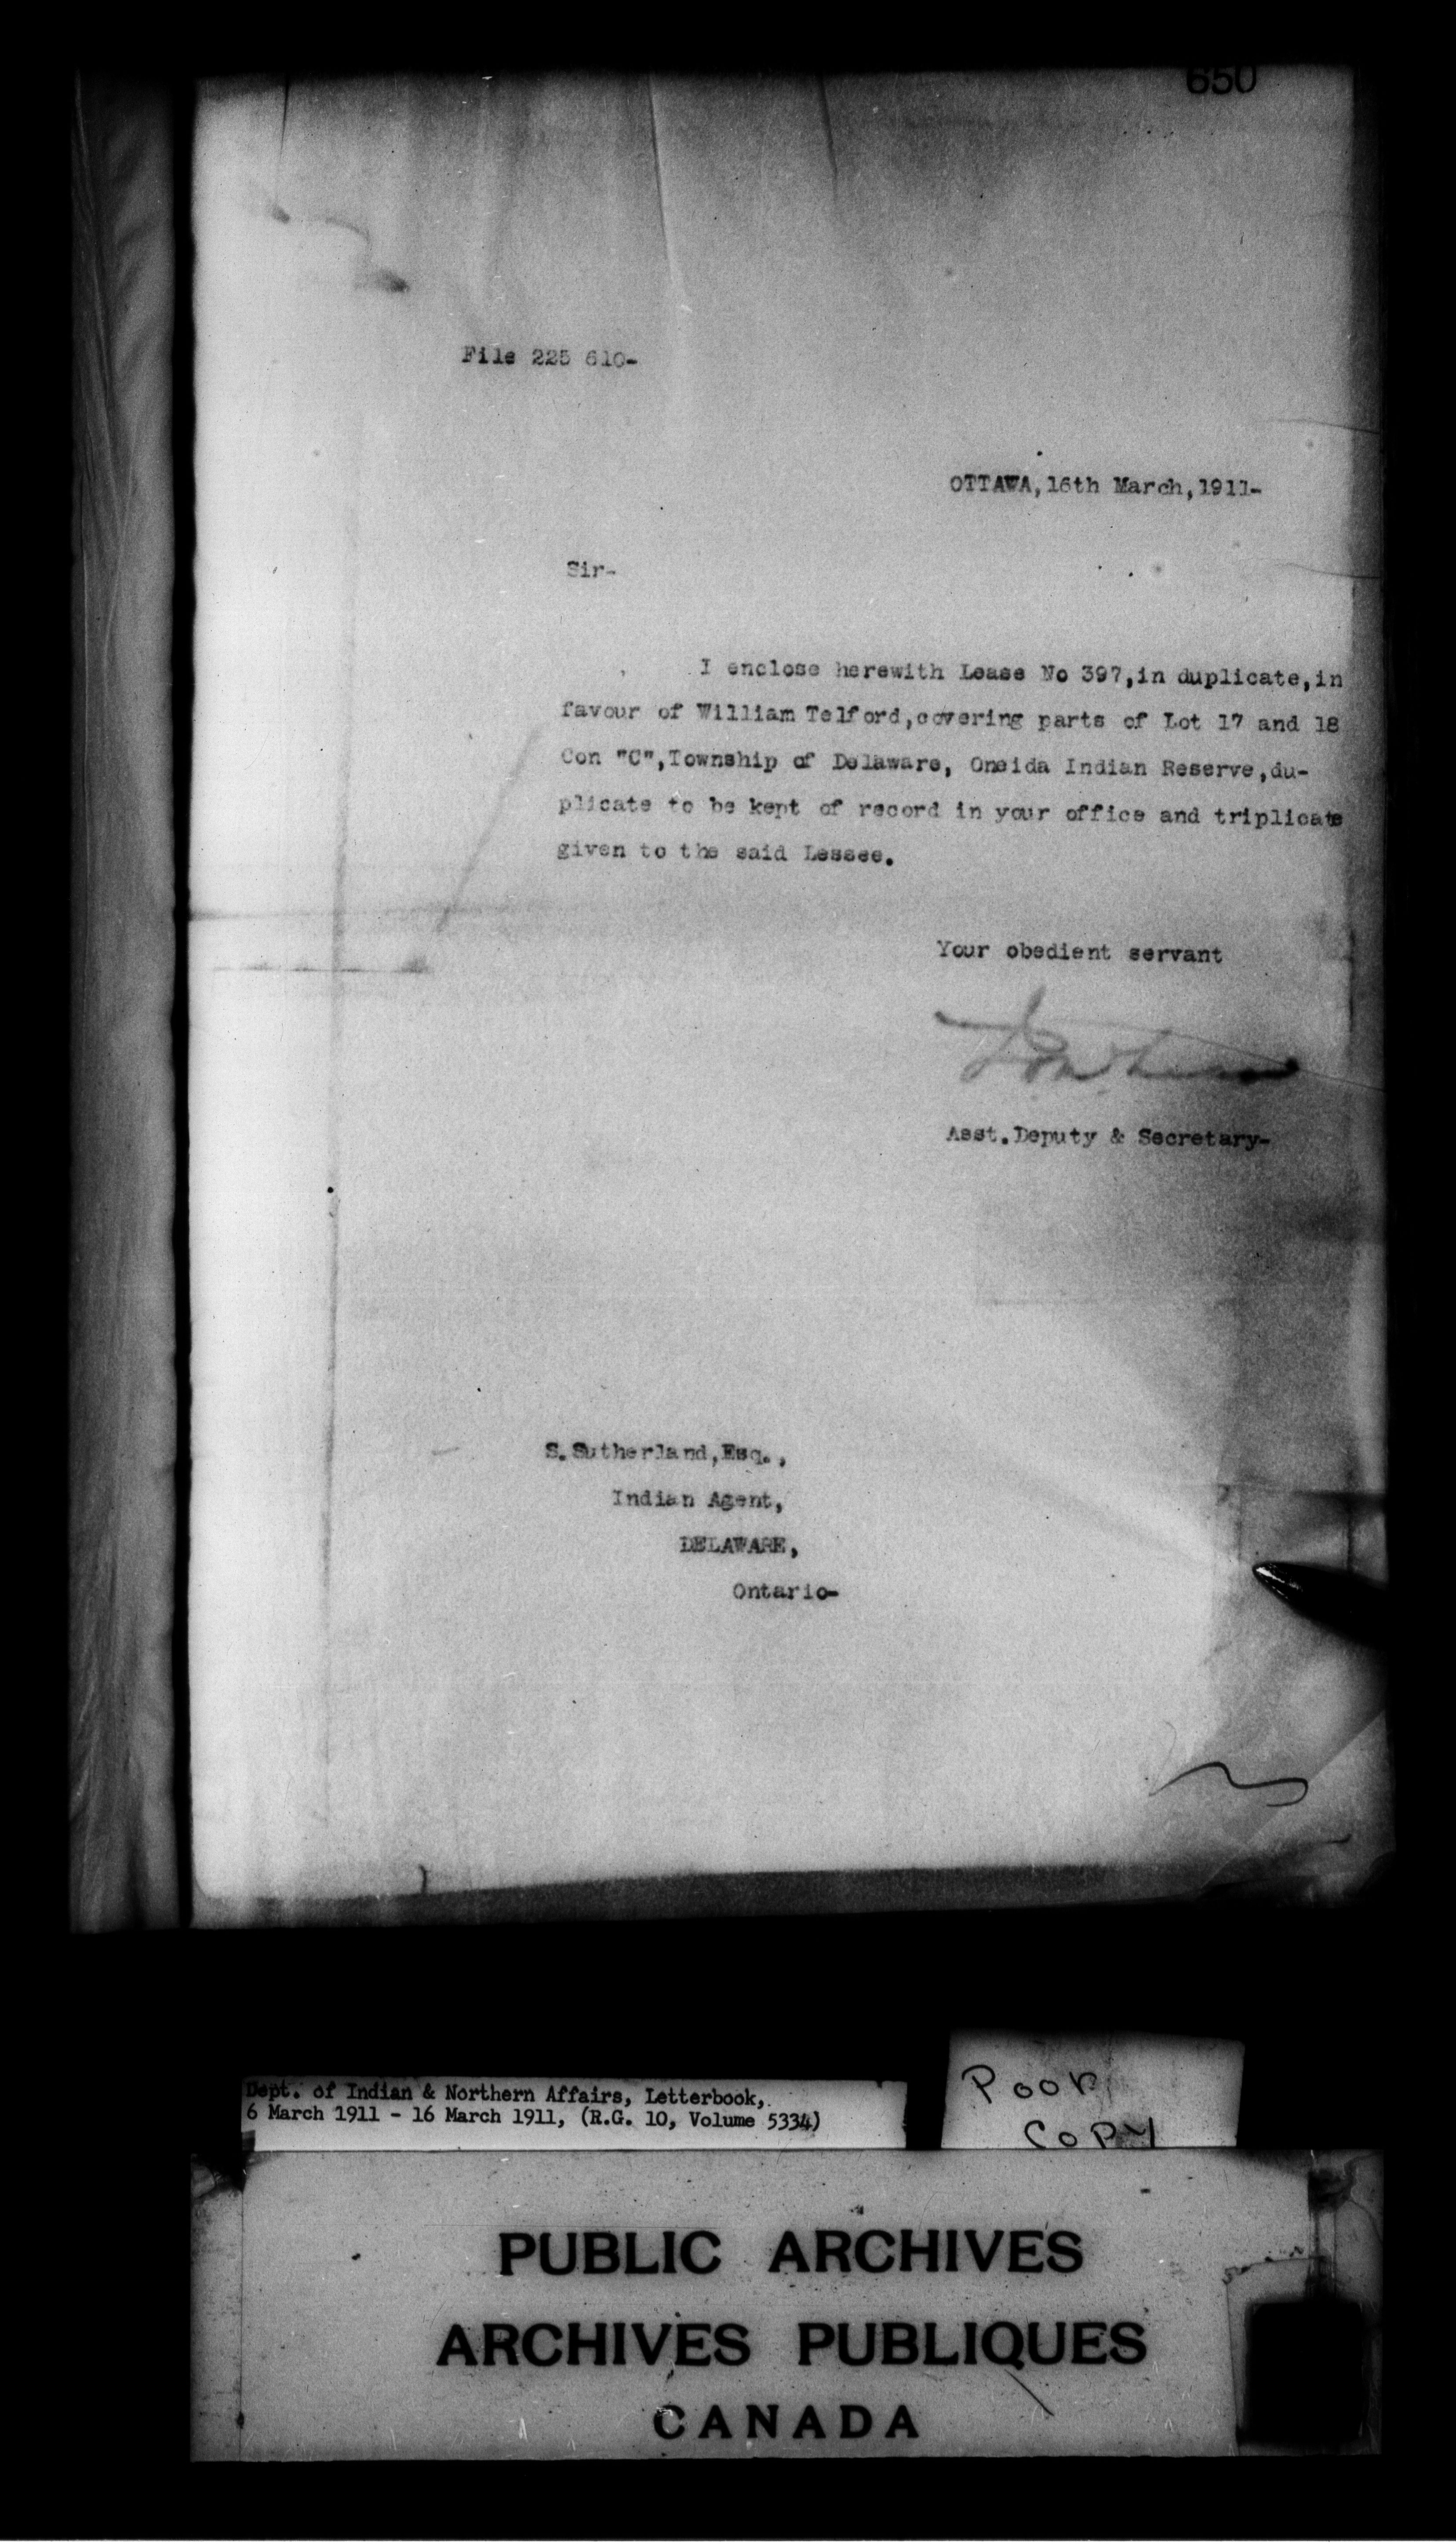 650
File 225 610-
OTTAWA,16th March,1911-
Sir-
I enclose herewith Lease No 397,in duplicate,in
favour of William Telford,covering parts of Lot 17 and 18
Con "C",Township of Delaware, Oneida Indian Reserve,du-
plicate to be kept of record in your office and triplicate
given to the said Lessee.
Your obedient servant
Asst.Deputy & Secretary-
S.Sutherland,Esq.,
Indian Agent,
DELAWARE,
Ontario-
Dept. of Indian & Northern Affairs, Letterbook,
6 March 1911 - 16 March 1911, (R.G. 10, Volume 5334)
Poor
Copy
PUBLIC ARCHIVES
ARCHIVES PUBLIQUES
CANADA